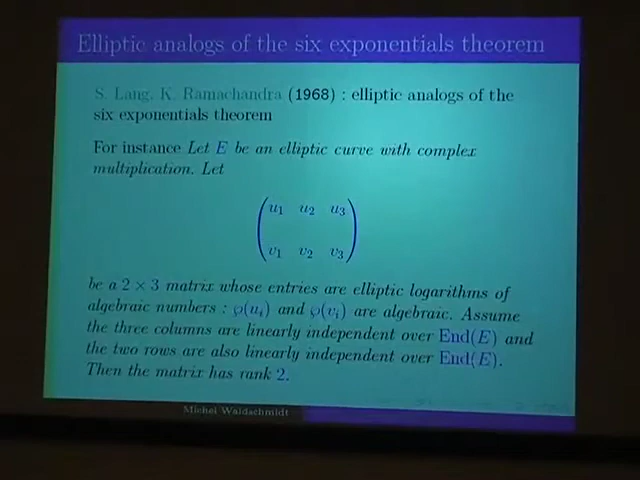 Elliptic analogs of the six exponentials theorem
S. Lang, K. Ramachandra (1968) : elliptic analogs of the
six exponentials theorem
For instance Let E be an elliptic curve with complex
multiplication. Let
u₁ u₂ u₃
v₁ v₂ v₃
be a 2 × 3 matrix whose entries are elliptic logarithms of
algebraic numbers : ℘(uᵢ) and ℘(vᵢ) are algebraic. Assume
the three columns are linearly independent over End(E) and
the two rows are also linearly independent over End(E).
Then the matrix has rank 2.
Michel Waldschmidt